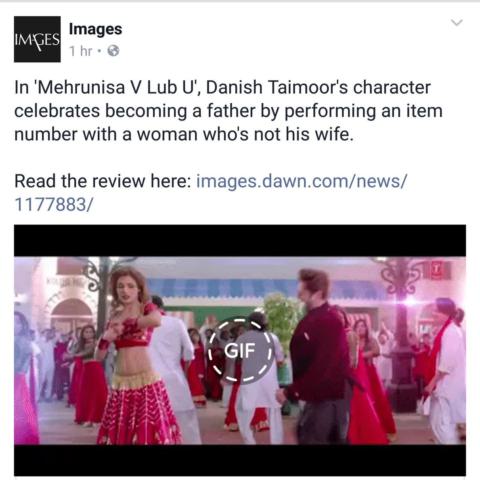 IMAGES
Images
1 hr
In 'Mehrunisa V Lub U', Danish Taimoor's character
celebrates becoming a father by performing an item
number with a woman who's not his wife.
Read the review here: images.dawn.com/news/
1177883/
GIF
T